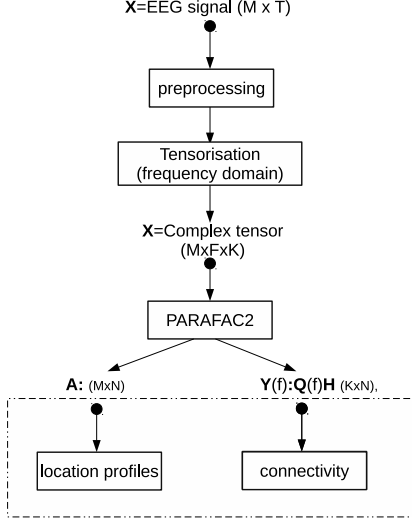 X=EEG signal (M x T)
preprocessing
Tensorisation
(frequency domain)
X=Complex tensor
(MxFxK)
PARAFAC2
A: (MxN)
Y(f):Q(f)H (KxN),
location profiles
connectivity